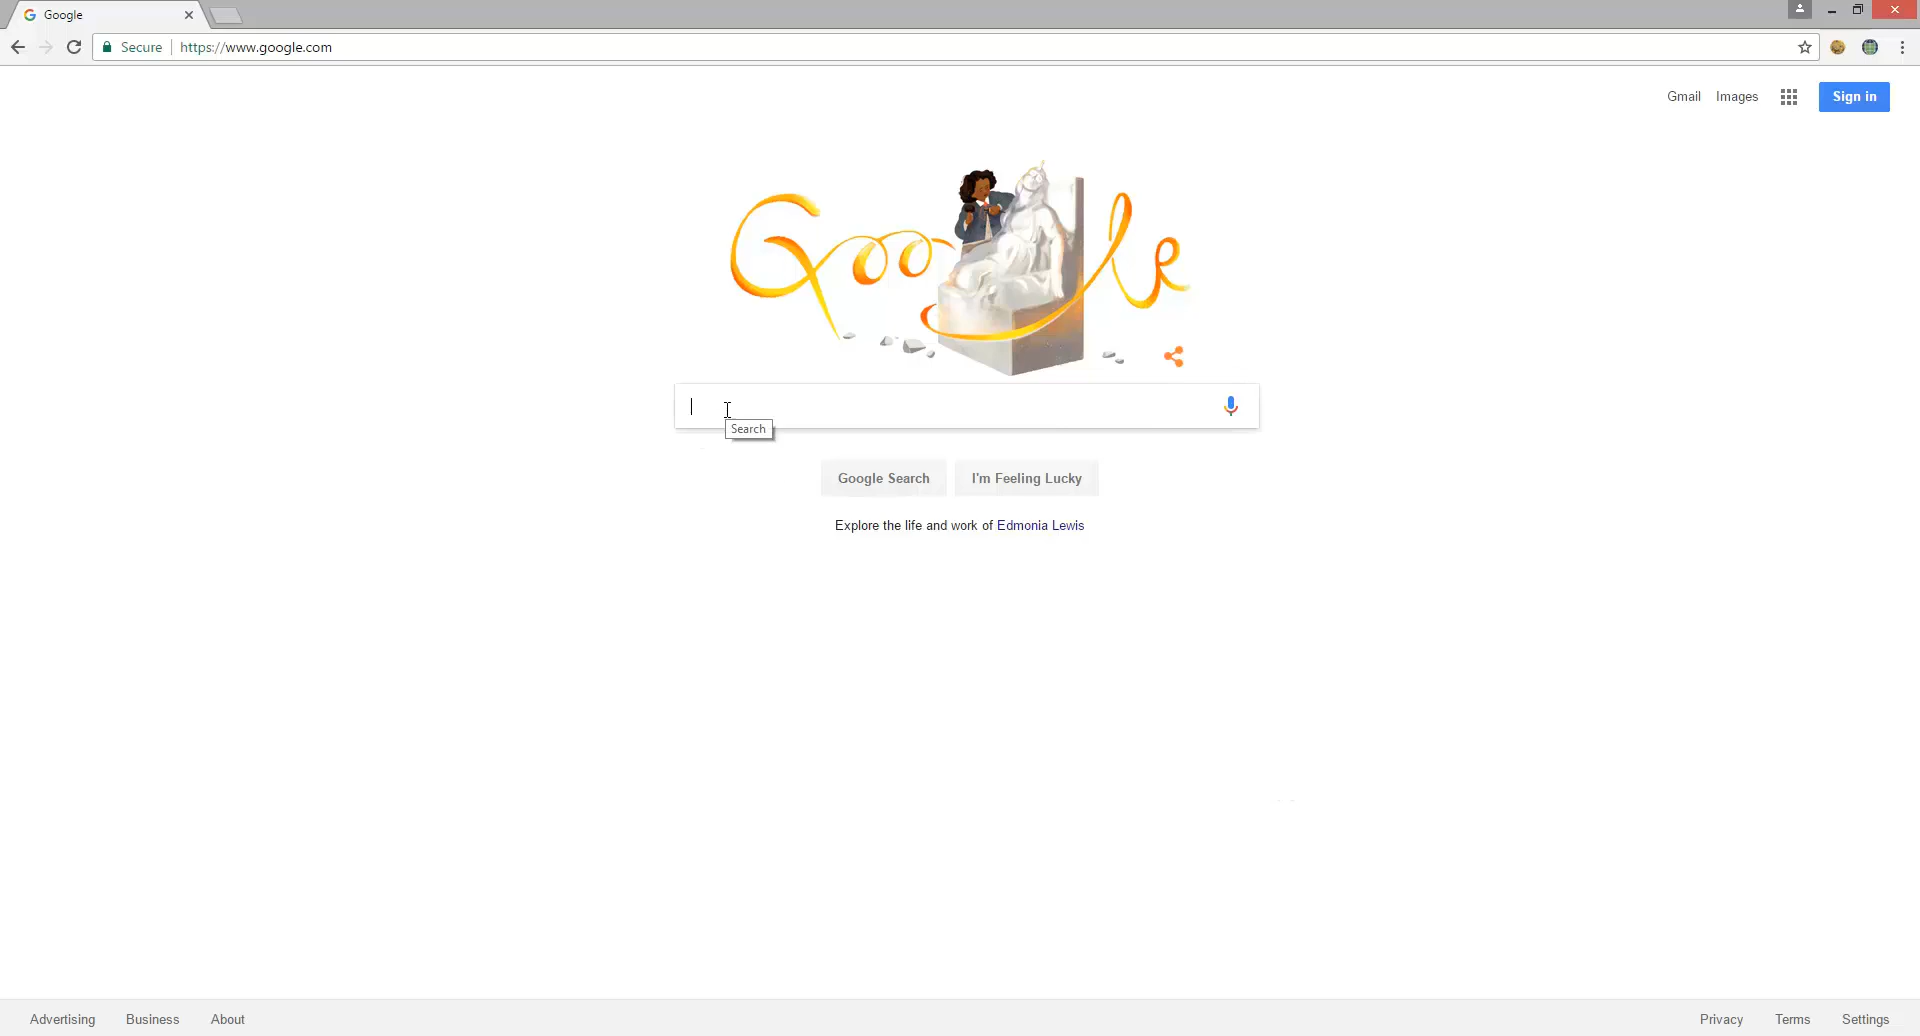 Google
Secure https://www.google.com
Gmail Images Sign in
Google
Search
Google Search I'm Feeling Lucky
Explore the life and work of Edmonia Lewis
Advertising Business About Privacy Terms Settings